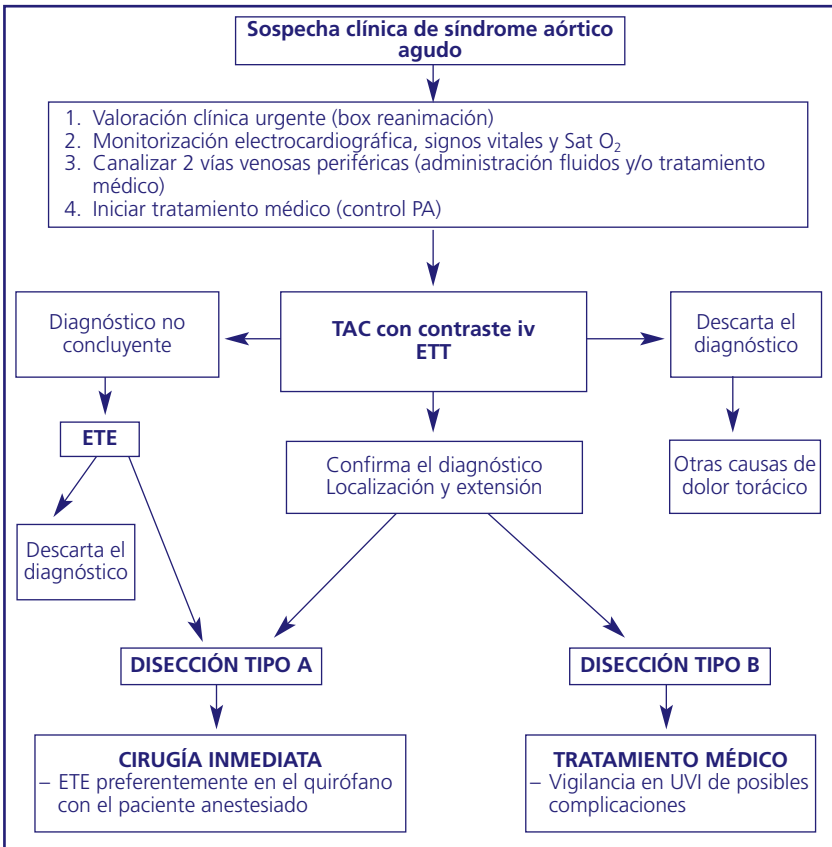 Sospecha clínica de síndrome aórtico
agudo
1. Valoración clínica urgente (box reanimación)
2. Monitorización electrocardiográfica, signos vitales y Sat O₂
3. Canalizar 2 vías venosas periféricas (administración fluidos y/o tratamiento
médico)
4. Iniciar tratamiento médico (control PA)
Diagnóstico no
concluyente
TAC con contraste iv
ETT
Descarta el
diagnóstico
ETE
Confirma el diagnóstico
Localización y extensión
Otras causas de
dolor torácico
Descarta el
diagnóstico
DISECCIÓN TIPO A
DISECCIÓN TIPO B
CIRUGÍA INMEDIATA
– ETE preferentemente en el quirófano
con el paciente anestesiado
TRATAMIENTO MÉDICO
– Vigilancia en UVI de posibles
complicaciones